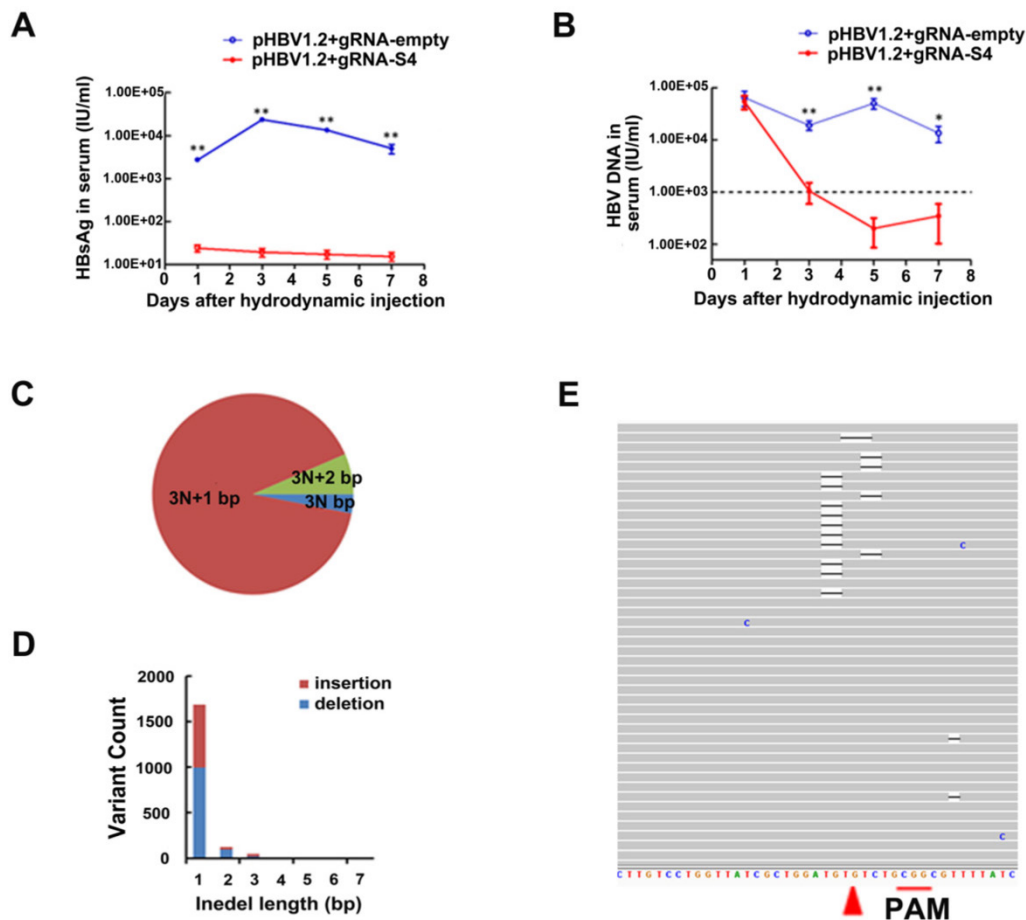 A
pHBV1.2+gRNA-empty
pHBV1.2+gRNA-S4
HBsAg in serum (IU/ml)
1.00E+05
1.00E+04
1.00E+03
1.00E+02
1.00E+01
**
**
**
**
0 1 2 3 4 5 6 7 8
Days after hydrodynamic injection
B
pHBV1.2+gRNA-empty
pHBV1.2+gRNA-S4
HBV DNA in
serum (IU/ml)
1.00E+05
1.00E+04
1.00E+03
1.00E+02
**
**
*
0 1 2 3 4 5 6 7 8
Days after hydrodynamic injection
C
3N+1 bp
3N+2 bp
3N bp
D
Variant Count
2000
1500
1000
500
0
insertion
deletion
1 2 3 4 5 6 7
Inedel length (bp)
E
C
C
C
CTTGTCCTGGTTATCGCTGGATGTGTCTGCGGCGTTTTATC
PAM